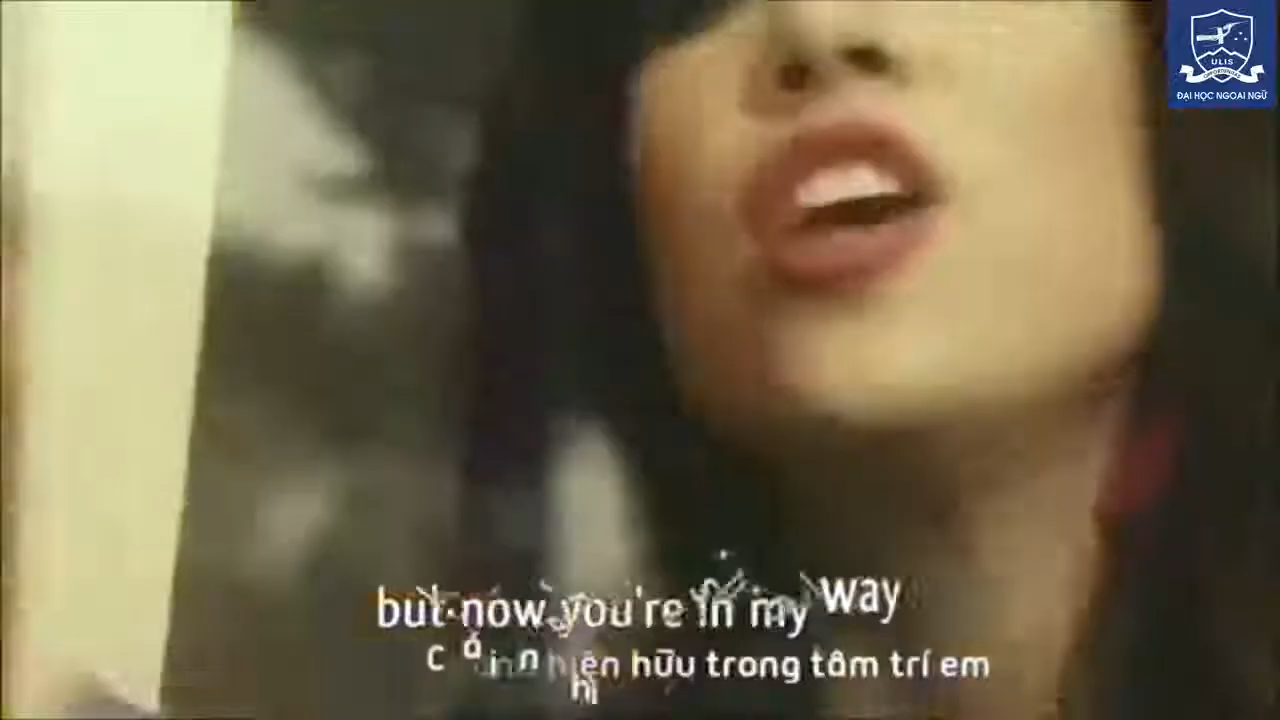 ULIS
ĐẠI HỌC NGOẠI NGỮ
but now you're in my way
hiện hữu trong tâm trí em